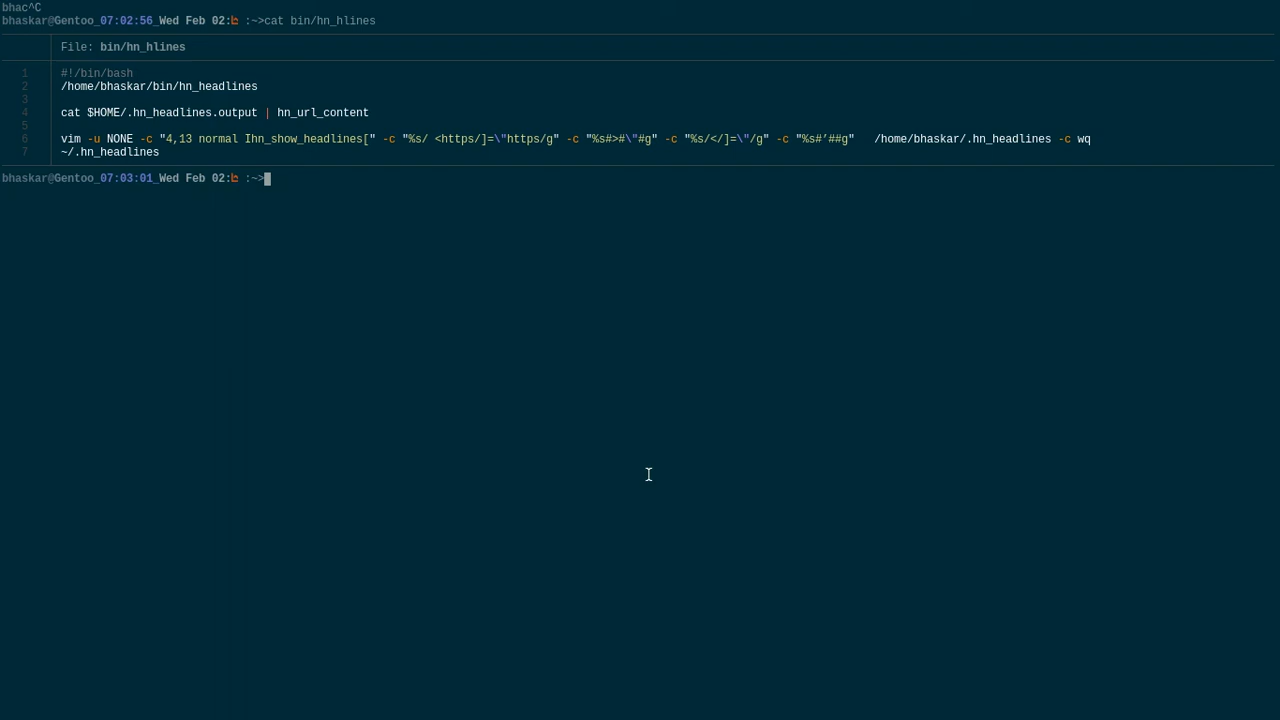 bhac^C
bhaskar@Gentoo_07:02:56_Wed Feb 02: :~>cat bin/hn_hlines
File: bin/hn_hlines
1 #!/bin/bash
2 /home/bhaskar/bin/hn_headlines
3
4 cat $HOME/.hn_headlines.output | hn_url_content
5
6 vim -u NONE -c "4,13 normal Ihn_show_headlines[" -c "%s/ <https/]=\"https/g" -c "%s#>#\"#g" -c "%s/</]=\"/g" -c "%s#’##g"   /home/bhaskar/.hn_headlines -c wq
7 ~/.hn_headlines
bhaskar@Gentoo_07:03:01_Wed Feb 02: :~>